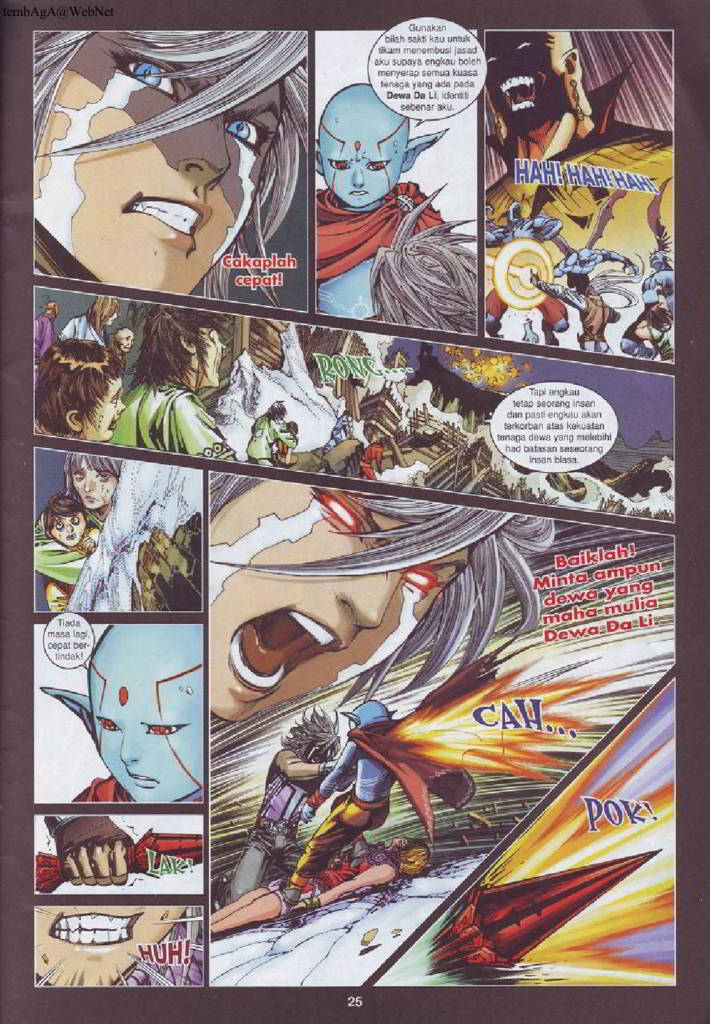 tembAgA@WebNet
Cakaplah
cepat!
Gunakan
bilah sakti kau untuk
tikam menembusi jasad
aku supaya engkau boleh
menyerap semua kuasa
tenaga yang ada pada
Dewa Da Li, identiti
sebenar aku.
HAH! HAH! HAH!
BONG...
Tapi engkau
tetap seorang insan
dan pasti engkau akan
terkorban atas kekuatan
tenaga dewa yang melebihi
had batasan seseorang
insan biasa.
Baiklah!
Minta ampun
dewa yang
maha mulia
Dewa Da Li.
Tiada
masa lagi,
cepat ber-
tindak!
CAH...
LAK!
HUH!
POK!
25